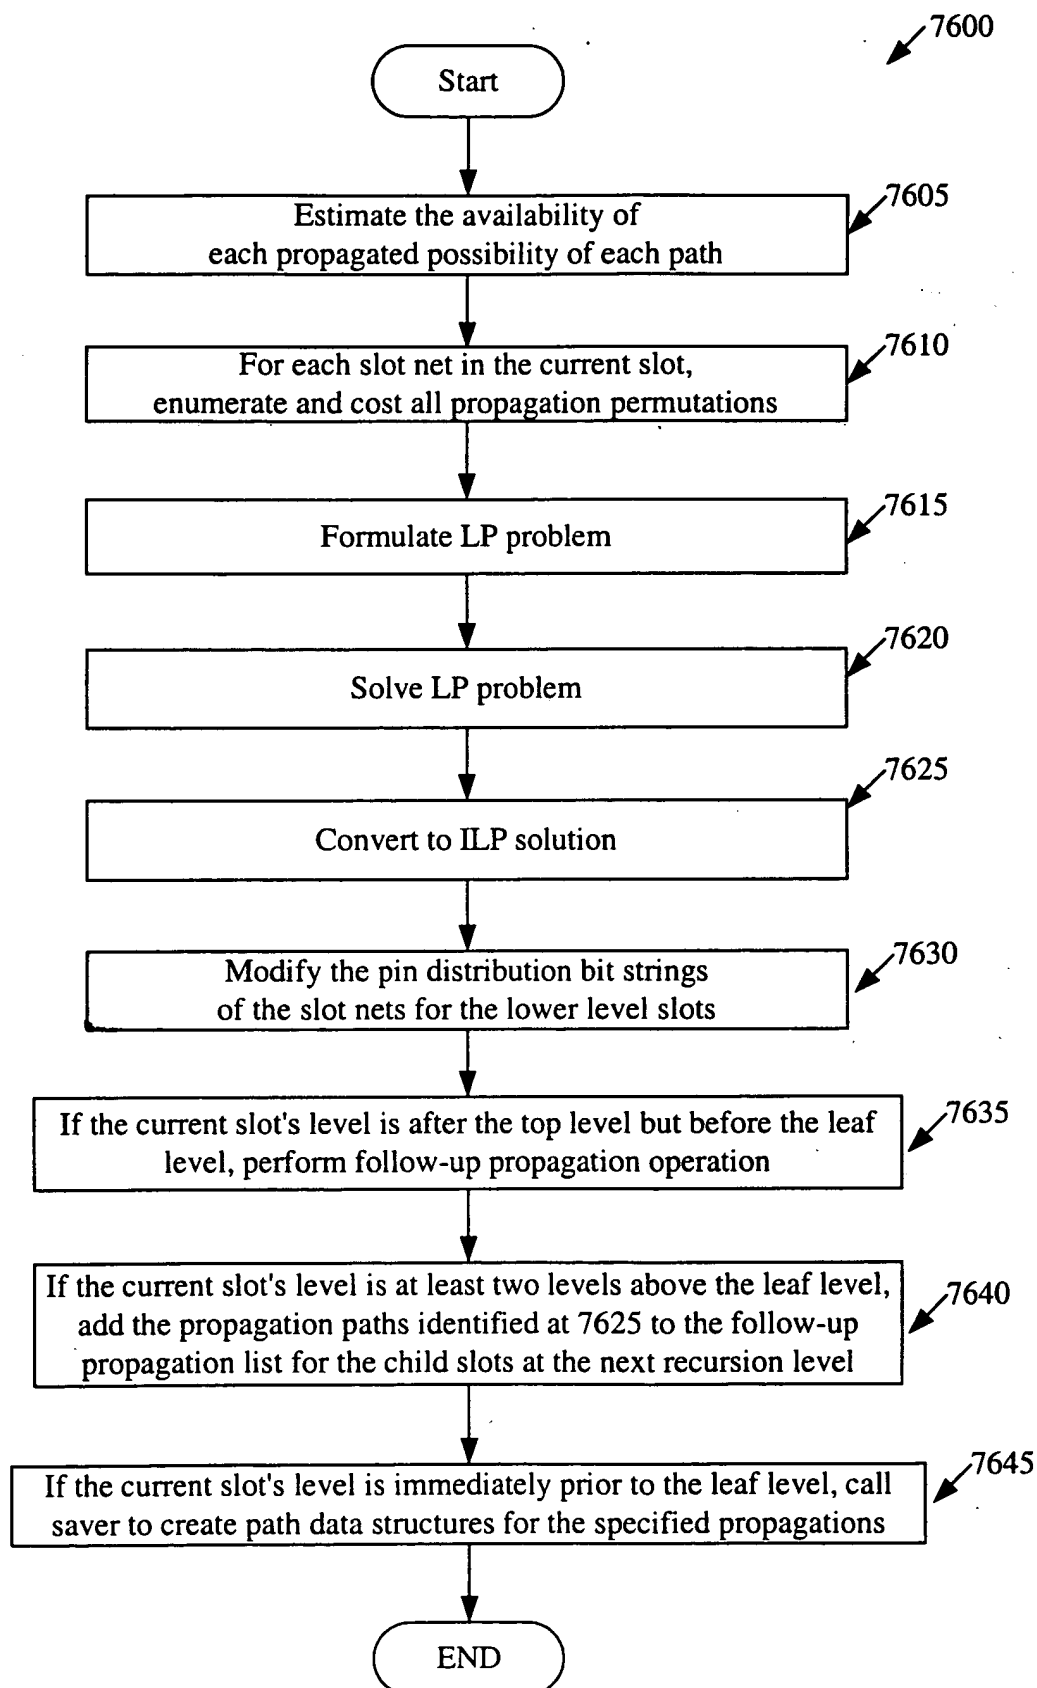 7600
Start
7605
Estimate the availability of
each propagated possibility of each path
7610
For each slot net in the current slot,
enumerate and cost all propagation permutations
7615
Formulate LP problem
7620
Solve LP problem
7625
Convert to ILP solution
7630
Modify the pin distribution bit strings
of the slot nets for the lower level slots
7635
If the current slot's level is after the top level but before the leaf
level, perform follow-up propagation operation
7640
If the current slot's level is at least two levels above the leaf level,
add the propagation paths identified at 7625 to the follow-up
propagation list for the child slots at the next recursion level
7645
If the current slot's level is immediately prior to the leaf level, call
saver to create path data structures for the specified propagations
END